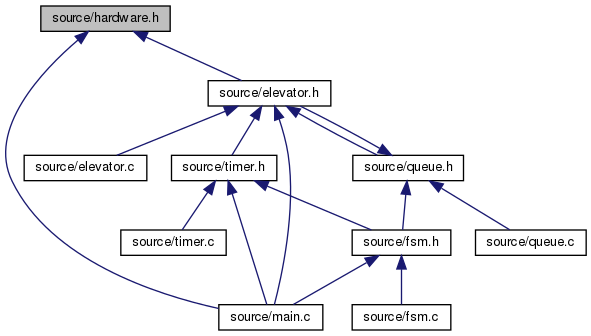 source/hardware.h
source/elevator.h
source/elevator.c
source/timer.h
source/queue.h
source/timer.c
source/fsm.h
source/queue.c
source/main.c
source/fsm.c